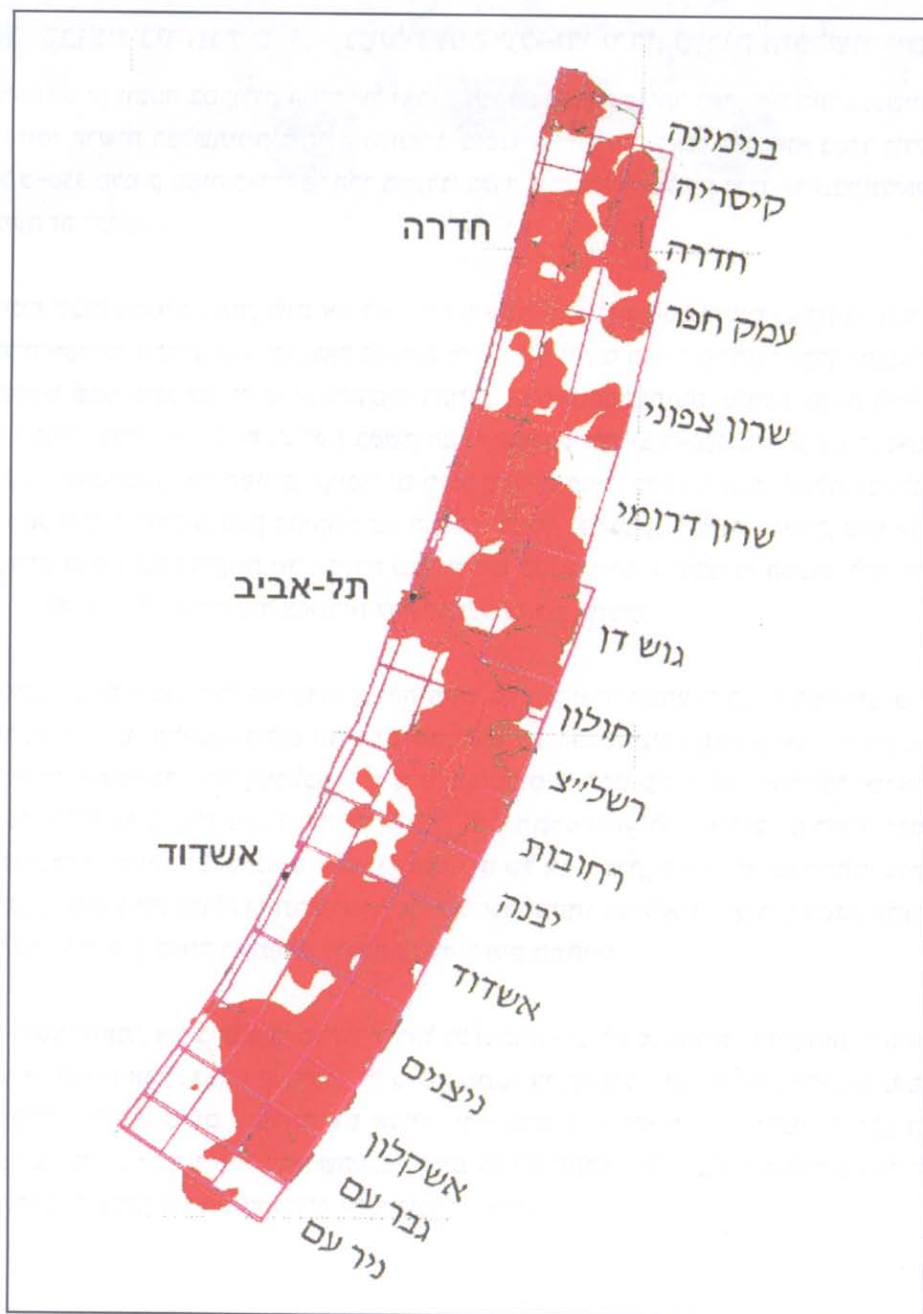 בנימינה
קיסריה
חדרה
חדרה
עמק חפר
שרון צפוני
שרון דרומי
תל-אביב
גוש דן
חולון
רשלייצ
רחובות
אשדוד
יבנה
אשדוד
ניצנים
אשקלון
גבר עם
ניר עם